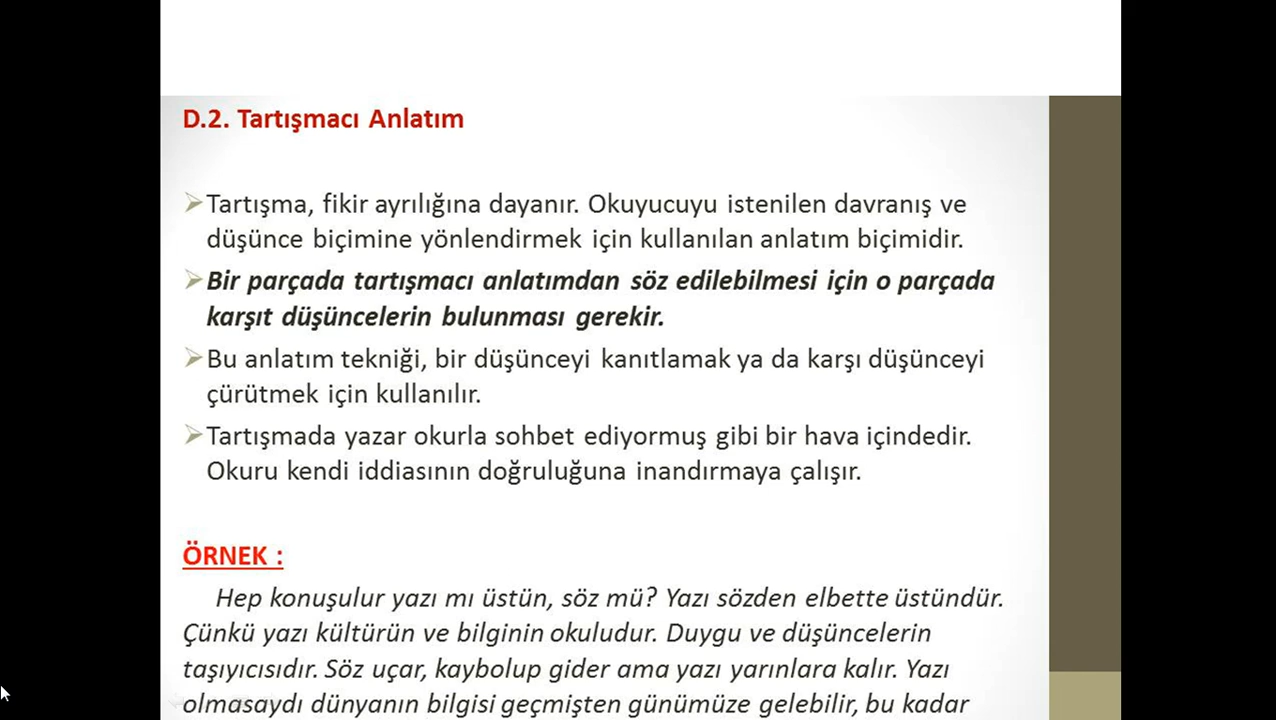 D.2. Tartışmacı Anlatım
Tartışma, fikir ayrılığına dayanır. Okuyucuyu istenilen davranış ve
düşünce biçimine yönlendirmek için kullanılan anlatım biçimidir.
Bir parçada tartışmacı anlatımdan söz edilebilmesi için o parçada
karşıt düşüncelerin bulunması gerekir.
Bu anlatım tekniği, bir düşünceyi kanıtlamak ya da karşı düşünceyi
çürütmek için kullanılır.
Tartışmada yazar okurla sohbet ediyormuş gibi bir hava içindedir.
Okuru kendi iddiasının doğruluğuna inandırmaya çalışır.
ÖRNEK :
Hep konuşulur yazı mı üstün, söz mü? Yazı sözden elbette üstündür.
Çünkü yazı kültürün ve bilginin okuludur. Duygu ve düşüncelerin
taşıyıcısıdır. Söz uçar, kaybolup gider ama yazı yarınlara kalır. Yazı
olmasaydı dünyanın bilgisi geçmişten günümüze gelebilir, bu kadar